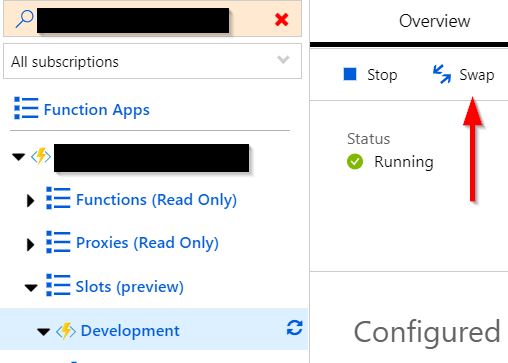 All subscriptions
Function Apps
Functions (Read Only)
Proxies (Read Only)
Slots (preview)
Development
Overview
Stop
Swap
Status
Running
Configured